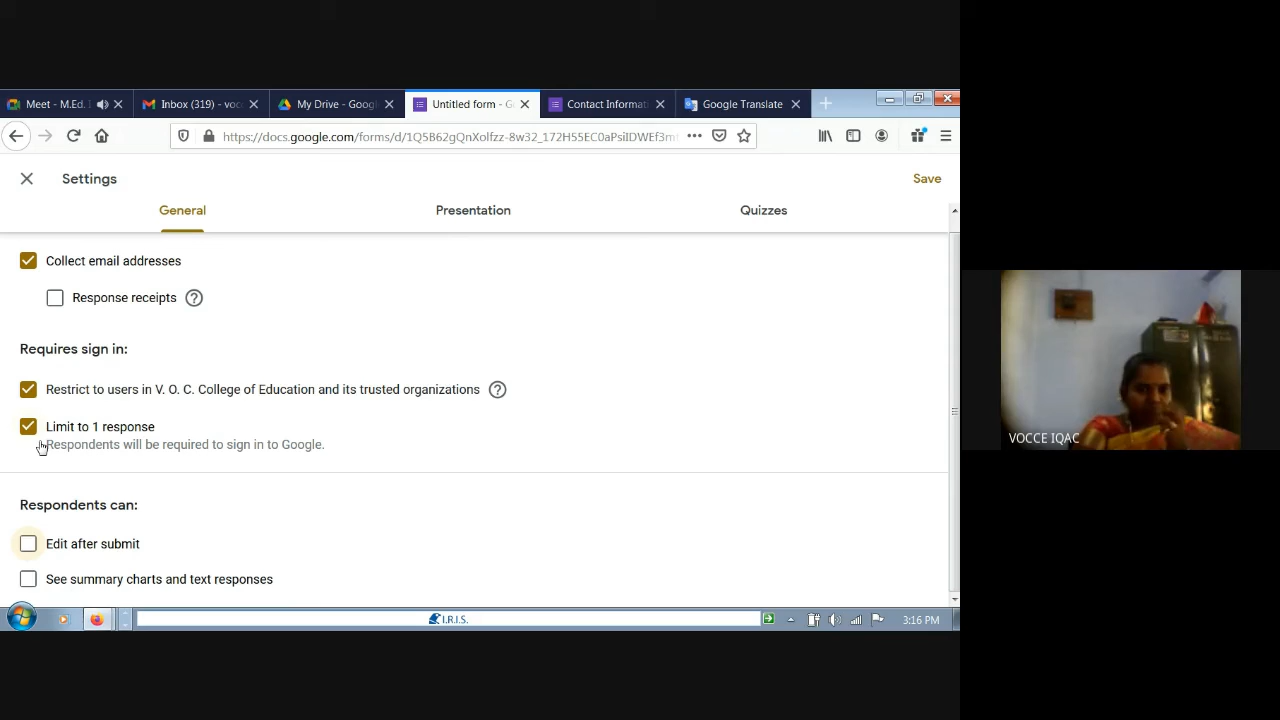 Meet - M.Ed.
Inbox (319) - voc
My Drive - Goog
Untitled form - G
Contact Informat
Google Translate
https://docs.google.com/forms/d/1Q5B62gQnXolfzz-8w32_172H55EC0aPsiIDWEf3m
Settings
Save
General
Presentation
Quizzes
Collect email addresses
Response receipts
Requires sign in:
Restrict to users in V. O. C. College of Education and its trusted organizations
Limit to 1 response
Respondents will be required to sign in to Google.
Respondents can:
Edit after submit
See summary charts and text responses
I.R.I.S.
3:16 PM
VOCCE IQAC